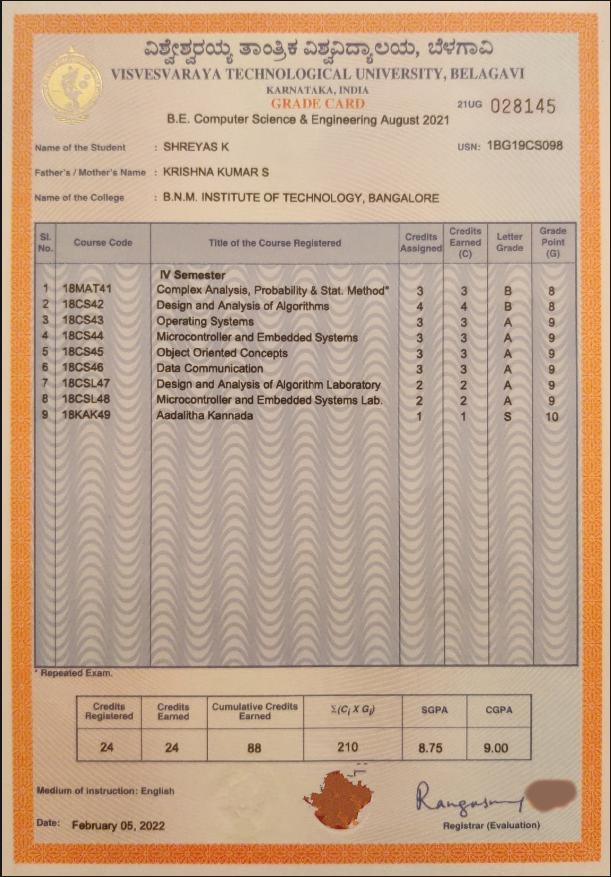 ವಿಶ್ವೇಶ್ವರಯ್ಯ ತಾಂತ್ರಿಕ ವಿಶ್ವವಿದ್ಯಾಲಯ, ಬೆಳಗಾವಿ
VISVESVARAYA TECHNOLOGICAL UNIVERSITY, BELAGAVI
KARNATAKA, INDIA
GRADE CARD 21UG 028145
B.E. Computer Science & Engineering August 2021
Name of the Student : SHREYAS K USN: 1BG19CS098
Father's / Mother's Name : KRISHNA KUMAR S
Name of the College : B.N.M. INSTITUTE OF TECHNOLOGY, BANGALORE
Sl. No. Course Code Title of the Course Registered Credits Assigned Credits Earned (C) Letter Grade Grade Point (G)
IV Semester
1 18MAT41 Complex Analysis, Probability & Stat. Method* 3 3 B 8
2 18CS42 Design and Analysis of Algorithms 4 4 B 8
3 18CS43 Operating Systems 3 3 A 9
4 18CS44 Microcontroller and Embedded Systems 3 3 A 9
5 18CS45 Object Oriented Concepts 3 3 A 9
6 18CS46 Data Communication 3 3 A 9
7 18CSL47 Design and Analysis of Algorithm Laboratory 2 2 A 9
8 18CSL48 Microcontroller and Embedded Systems Lab. 2 2 A 9
9 18KAK49 Aadalitha Kannada 1 1 S 10
* Repeated Exam.
Credits Registered Credits Earned Cumulative Credits Earned Σ(Ci X Gi) SGPA CGPA
24 24 88 210 8.75 9.00
Medium of instruction: English
Date: February 05, 2022
Registrar (Evaluation)